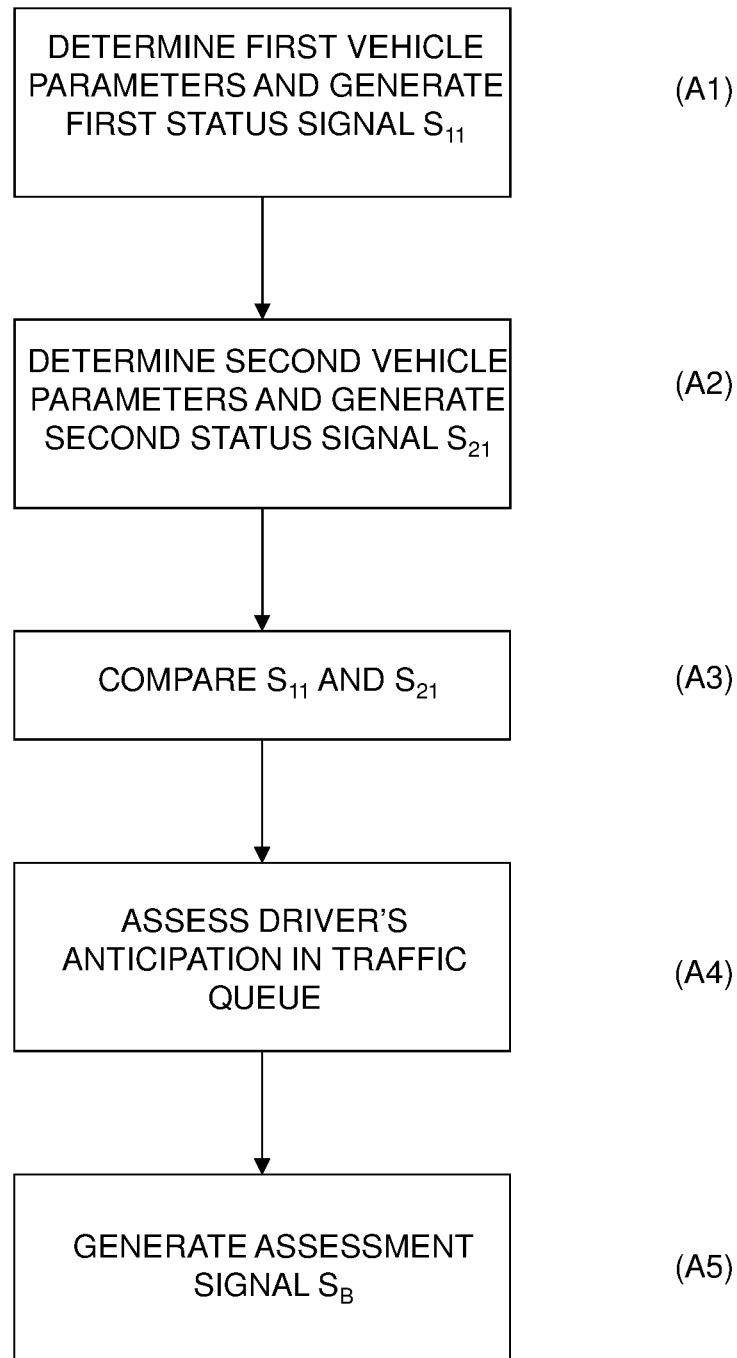 DETERMINE FIRST VEHICLE
PARAMETERS AND GENERATE
FIRST STATUS SIGNAL S₁₁
(A1)
DETERMINE SECOND VEHICLE
PARAMETERS AND GENERATE
SECOND STATUS SIGNAL S₂₁
(A2)
COMPARE S₁₁ AND S₂₁
(A3)
ASSESS DRIVER'S
ANTICIPATION IN TRAFFIC
QUEUE
(A4)
GENERATE ASSESSMENT
SIGNAL S_B
(A5)